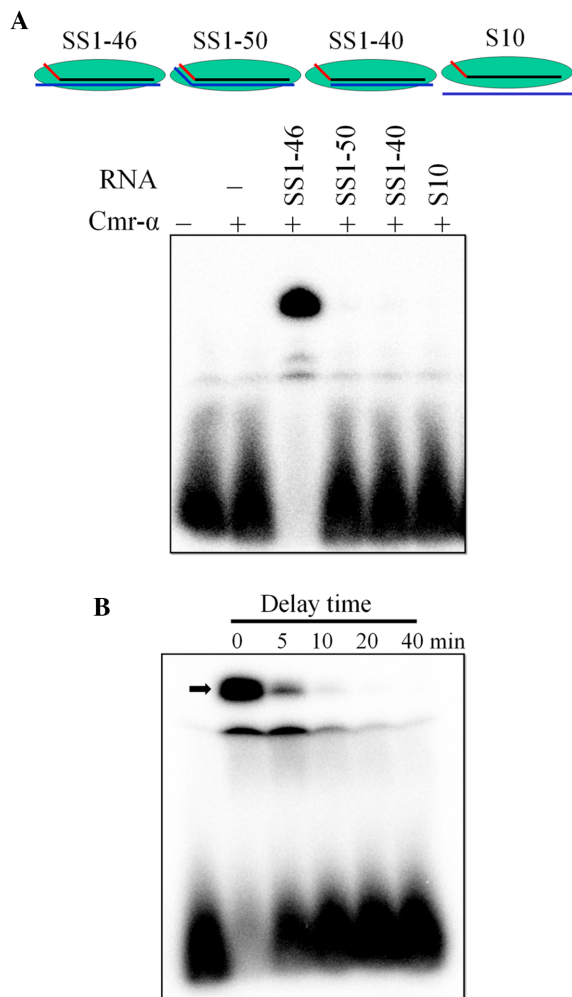 A
SS1-46 SS1-50 SS1-40 S10
RNA – SS1-46 SS1-50 SS1-40 S10
Cmr-α – + + + + +
B
Delay time
0 5 10 20 40 min